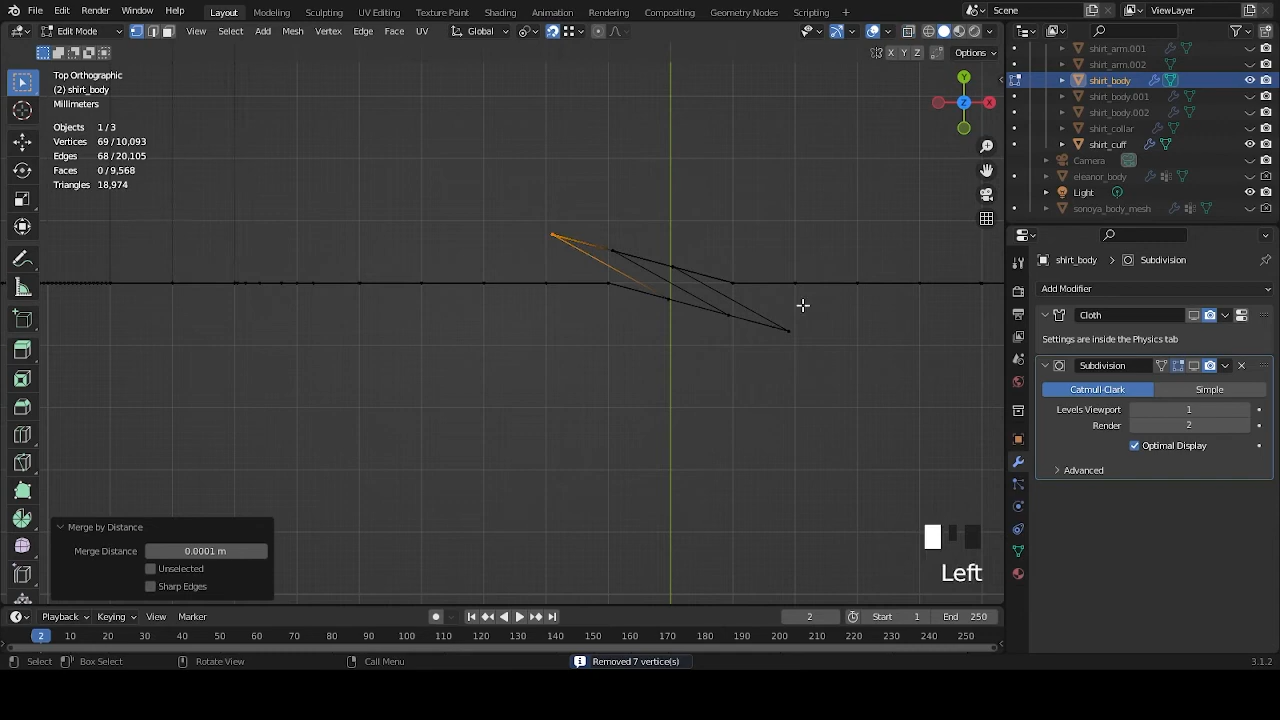 File Edit Render Window Help Layout Modeling Sculpting UV Editing Texture Paint Shading Animation Rendering Compositing Geometry Nodes Scripting + Scene ViewLayer
Edit Mode View Select Add Mesh Vertex Edge Face UV Global
X Y Z Options
Top Orthographic
(2) shirt_body
Millimeters
Objects 1/3
Vertices 69/10,093
Edges 68/20,105
Faces 0/9,568
Triangles 18,974
Y
Z X
shirt_arm.001
shirt_arm.002
shirt_body
shirt_body.001
shirt_body.002
shirt_collar
shirt_cuff
Camera
eleanor_body
Light
sonoya_body_mesh
shirt_body > Subdivision
Add Modifier
Cloth
Settings are inside the Physics tab
Subdivision
Catmull-Clark Simple
Levels Viewport 1
Render 2
Optimal Display
Advanced
Merge by Distance
Merge Distance 0.0001 m
Unselected
Sharp Edges
Left
Playback Keying View Marker 2 Start 1 End 250
2 10 20 30 40 50 60 70 80 90 100 110 120 130 140 150 160 170 180 190 200 210 220 230 240 250
Select Box Select Rotate View Call Menu Removed 7 vertice(s) 3.1.2